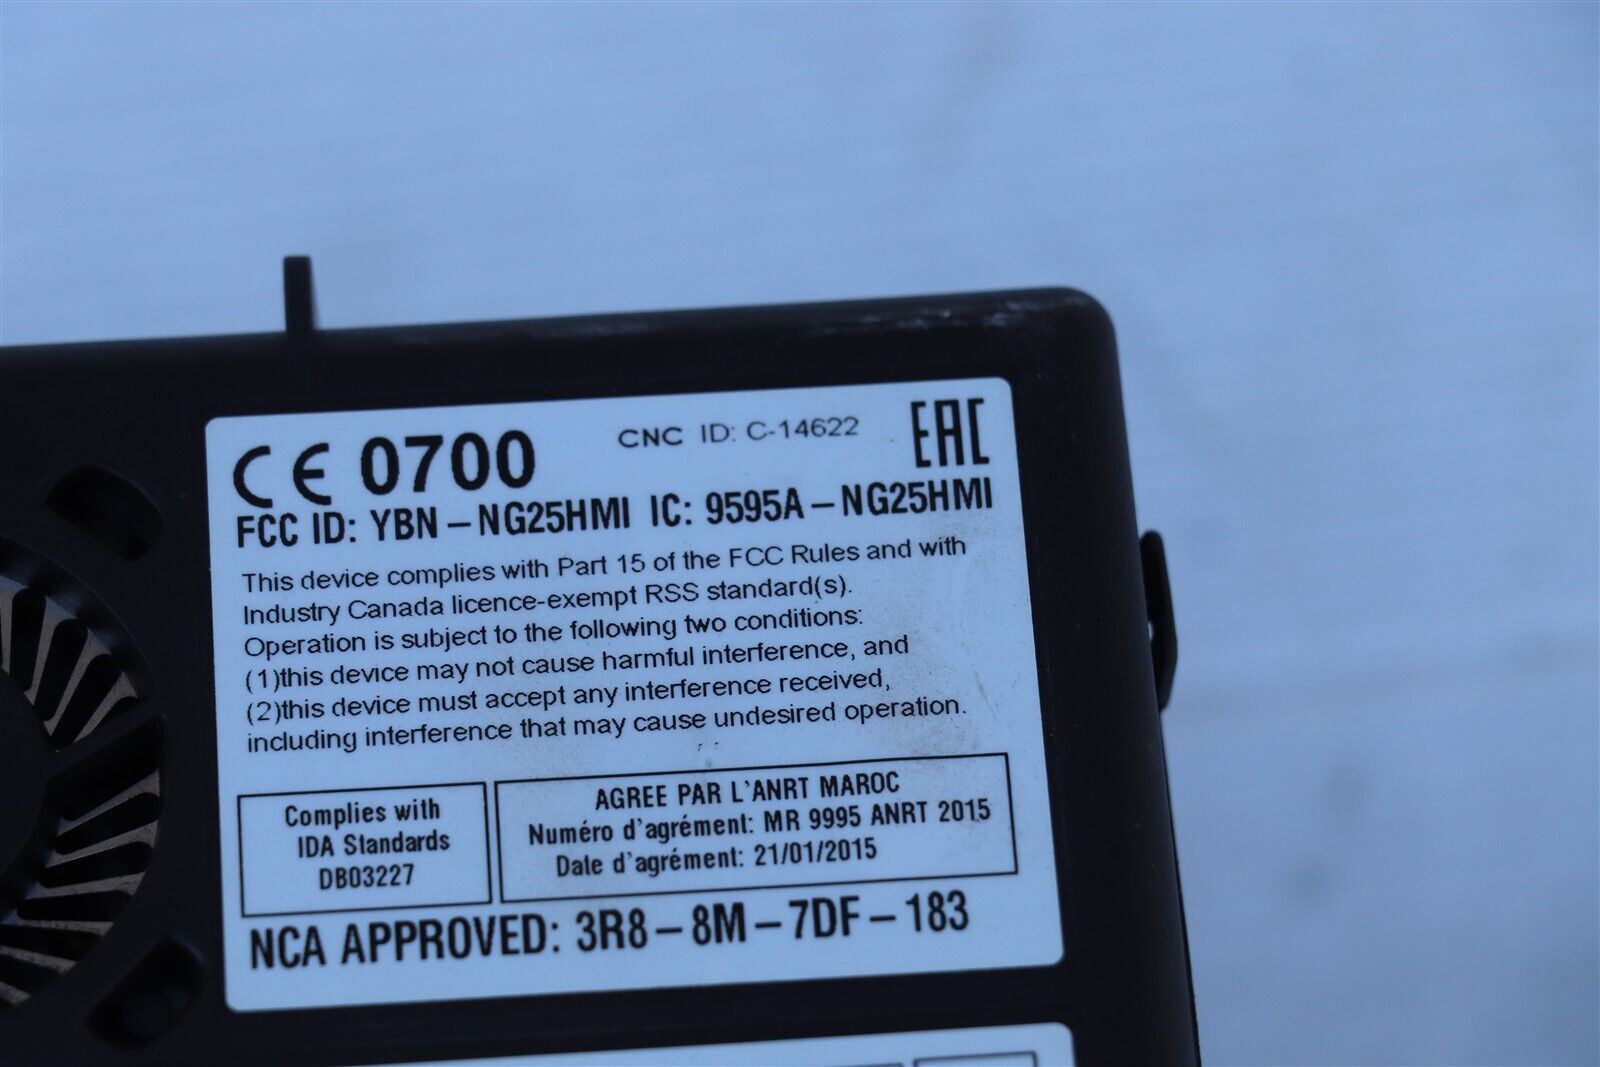 CE 0700 CNC ID: C-14622 EAC
FCC ID: YBN-NG25HMI IC: 9595A-NG25HMI
This device complies with Part 15 of the FCC Rules and with
Industry Canada licence-exempt RSS standard(s).
Operation is subject to the following two conditions:
(1)this device may not cause harmful interference, and
(2)this device must accept any interference received,
including interference that may cause undesired operation.
Complies with
IDA Standards
DB03227
AGREE PAR L'ANRT MAROC
Numéro d'agrément: MR 9995 ANRT 2015
Date d'agrément: 21/01/2015
NCA APPROVED: 3R8-8M-7DF-183